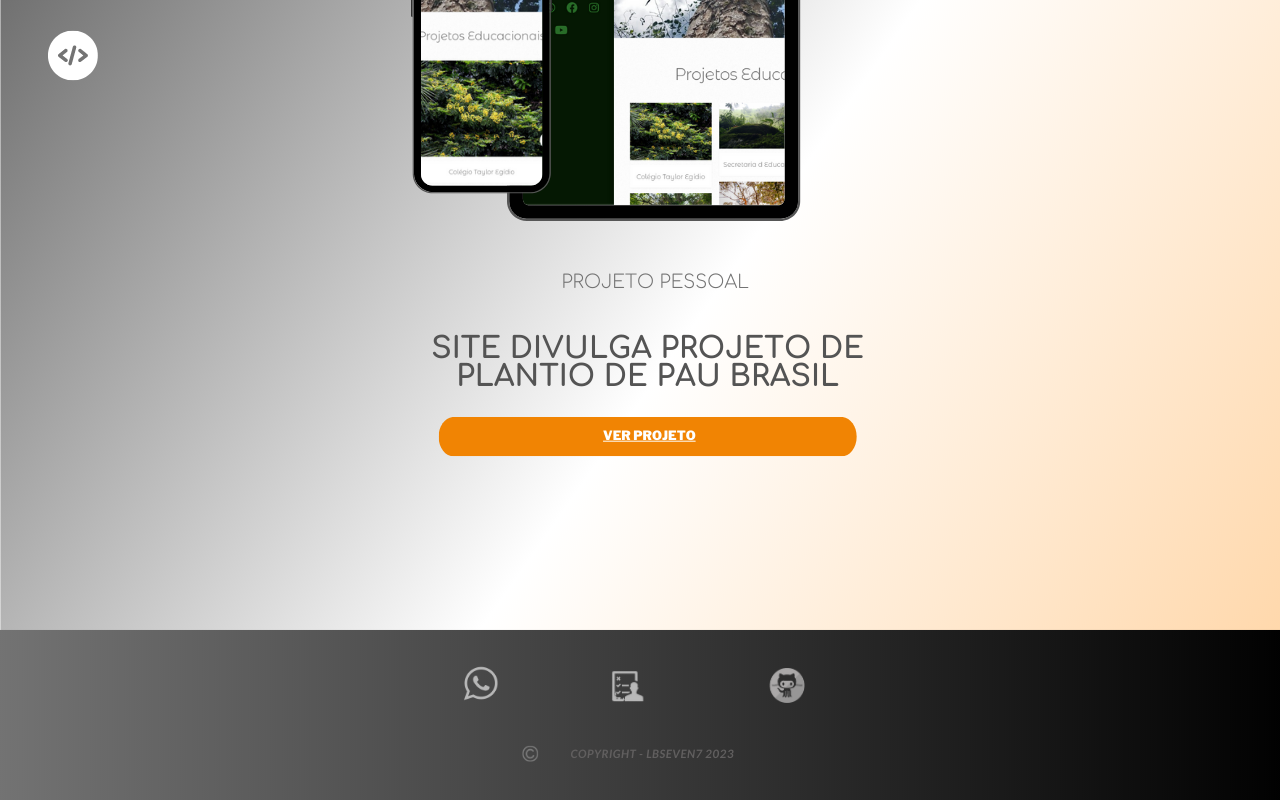 Projetos Educacionais
Colégio Taylor Egídio
Projetos Educa
Colégio Taylor Egídio
Secretaria d Educa
PROJETO PESSOAL
SITE DIVULGA PROJETO DE
PLANTIO DE PAU BRASIL
VER PROJETO
© COPYRIGHT - LBSEVEN7 2023